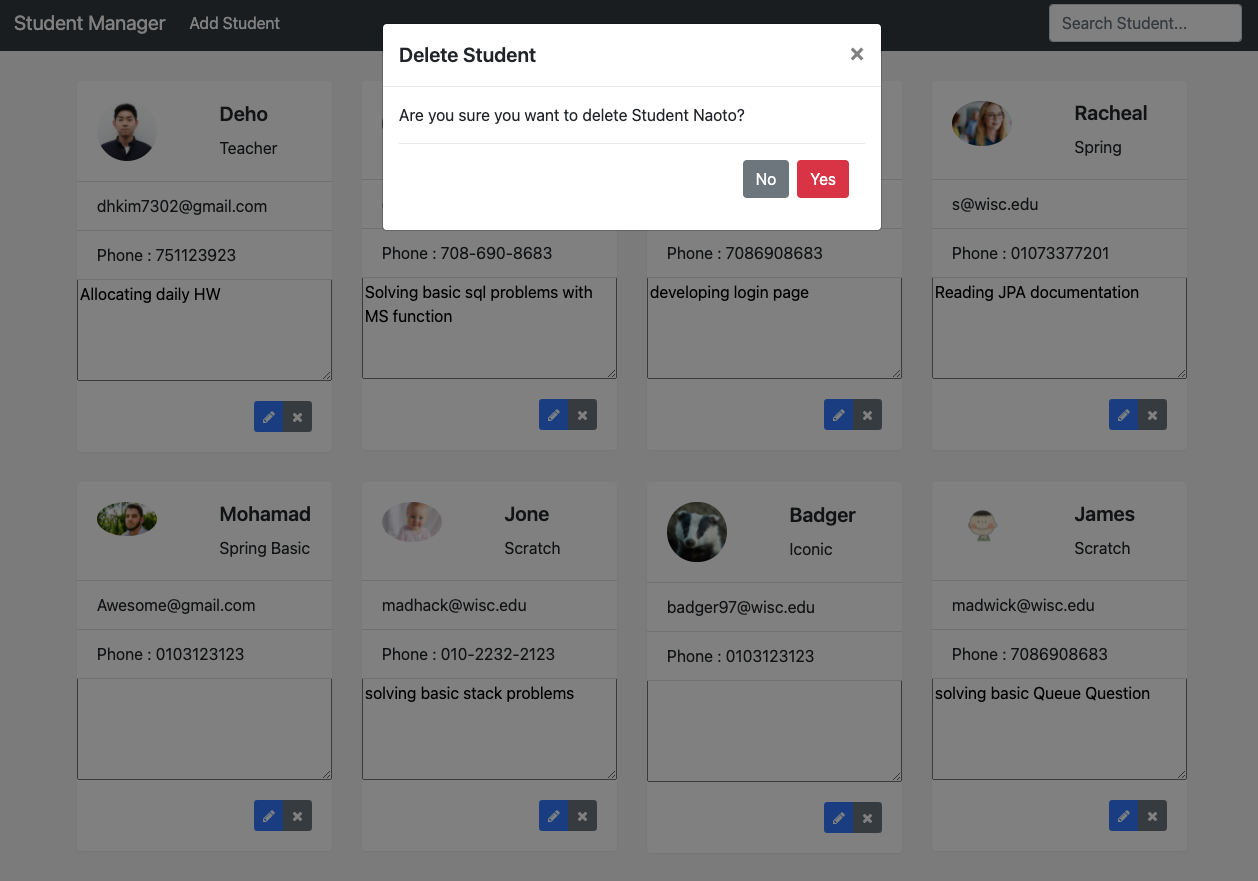 Student Manager
Add Student
Search Student...
Delete Student
×
Are you sure you want to delete Student Naoto?
No
Yes
Deho
Teacher
dhkim7302@gmail.com
Phone : 751123923
Allocating daily HW
Phone : 708-690-8683
Solving basic sql problems with
MS function
Phone : 7086908683
developing login page
Racheal
Spring
s@wisc.edu
Phone : 01073377201
Reading JPA documentation
Mohamad
Spring Basic
Awesome@gmail.com
Phone : 0103123123
Jone
Scratch
madhack@wisc.edu
Phone : 010-2232-2123
solving basic stack problems
Badger
Iconic
badger97@wisc.edu
Phone : 0103123123
James
Scratch
madwick@wisc.edu
Phone : 7086908683
solving basic Queue Question